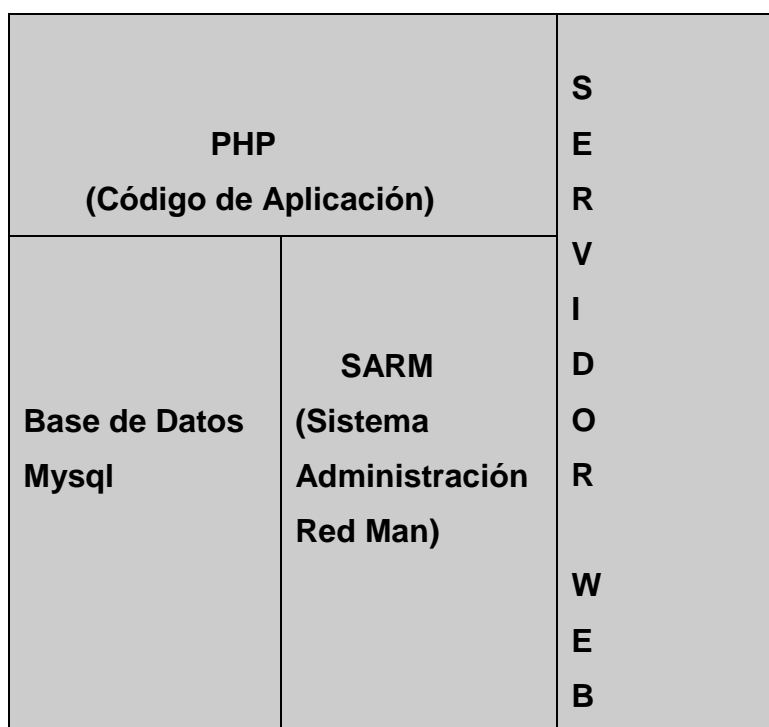 PHP
(Código de Aplicación)
Base de Datos
Mysql
SARM
(Sistema
Administración
Red Man)
S
E
R
V
I
D
O
R
W
E
B